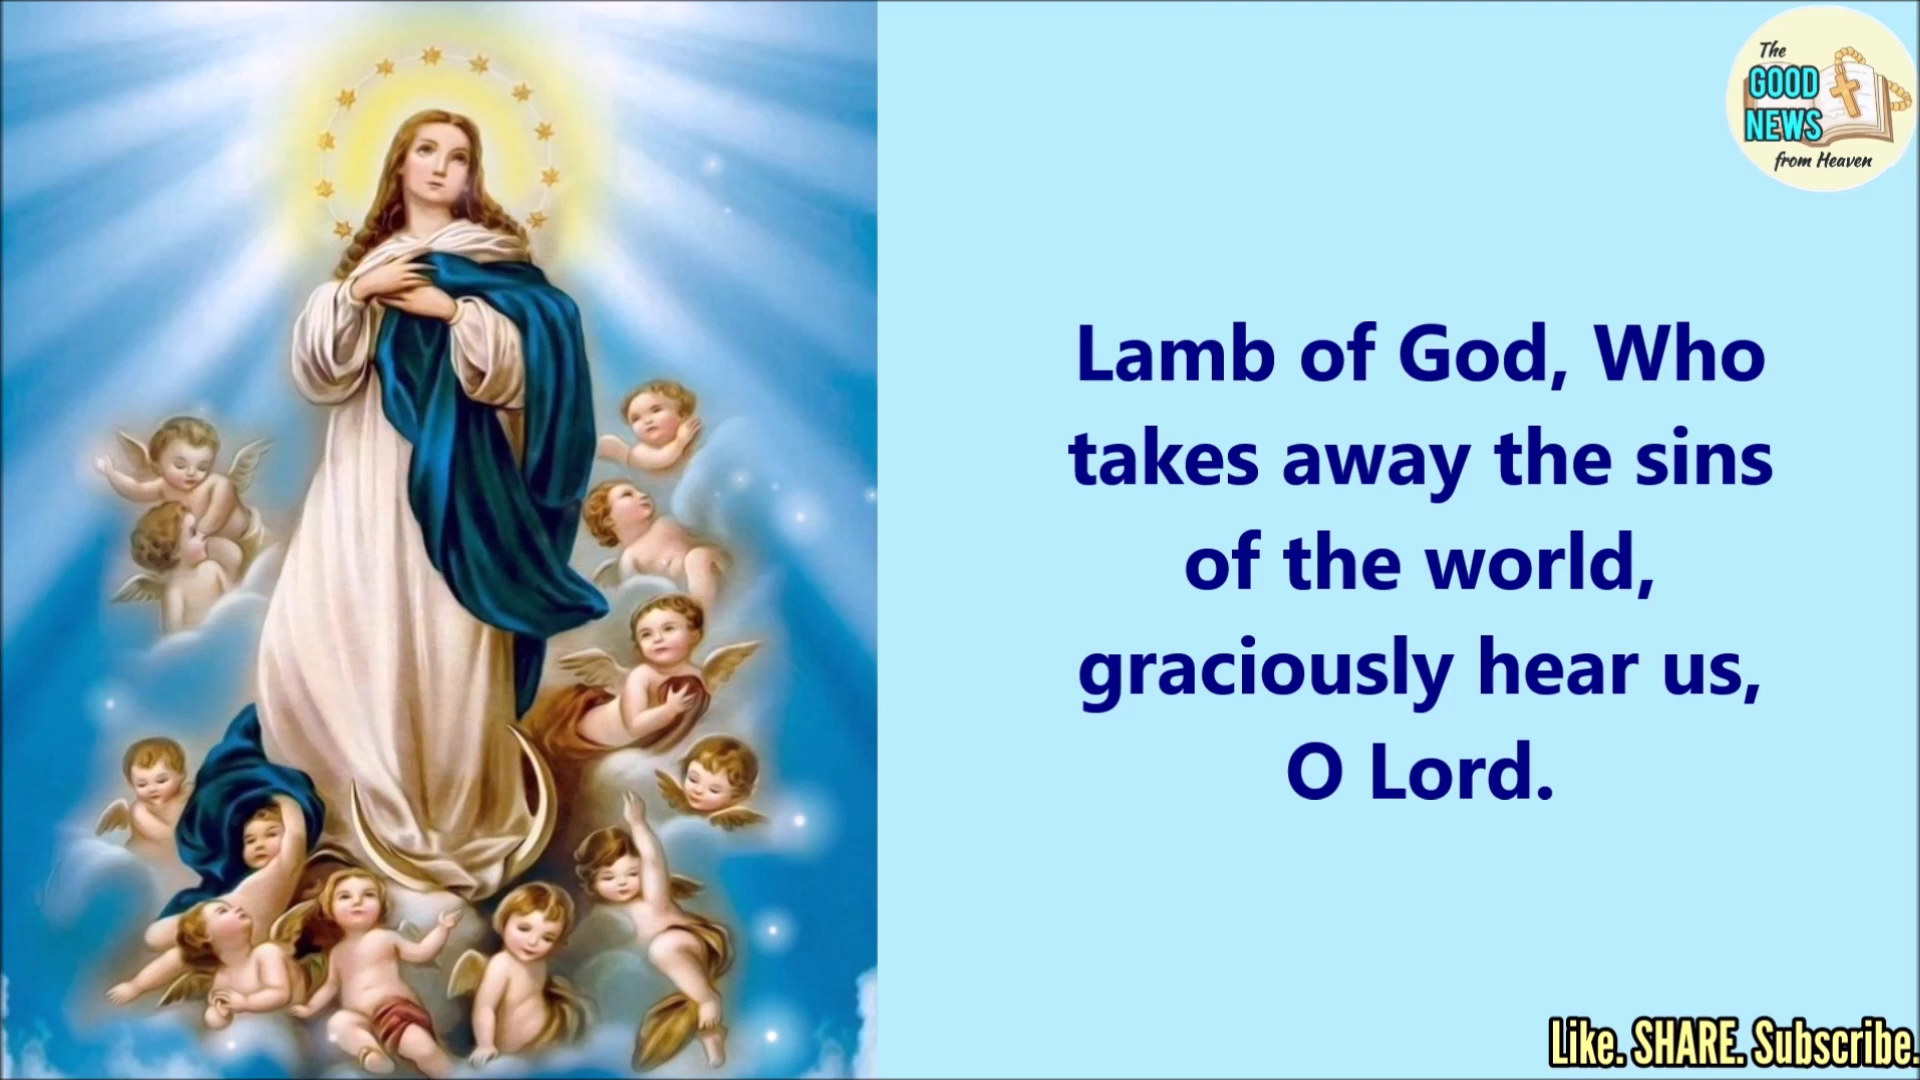 The
GOOD
NEWS
from Heaven
Lamb of God, Who
takes away the sins
of the world,
graciously hear us,
O Lord.
Like. SHARE. Subscribe.